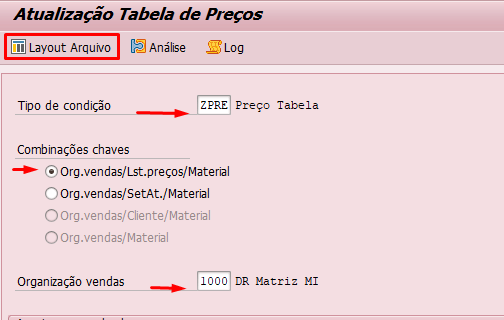 Atualização Tabela de Preços
Layout Arquivo Análise Log
Tipo de condição ZPRE Preço Tabela
Combinações chaves
Org.vendas/Lst.preços/Material
Org.vendas/SetAt./Material
Org.vendas/Cliente/Material
Org.vendas/Material
Organização vendas 1000 DR Matriz MI